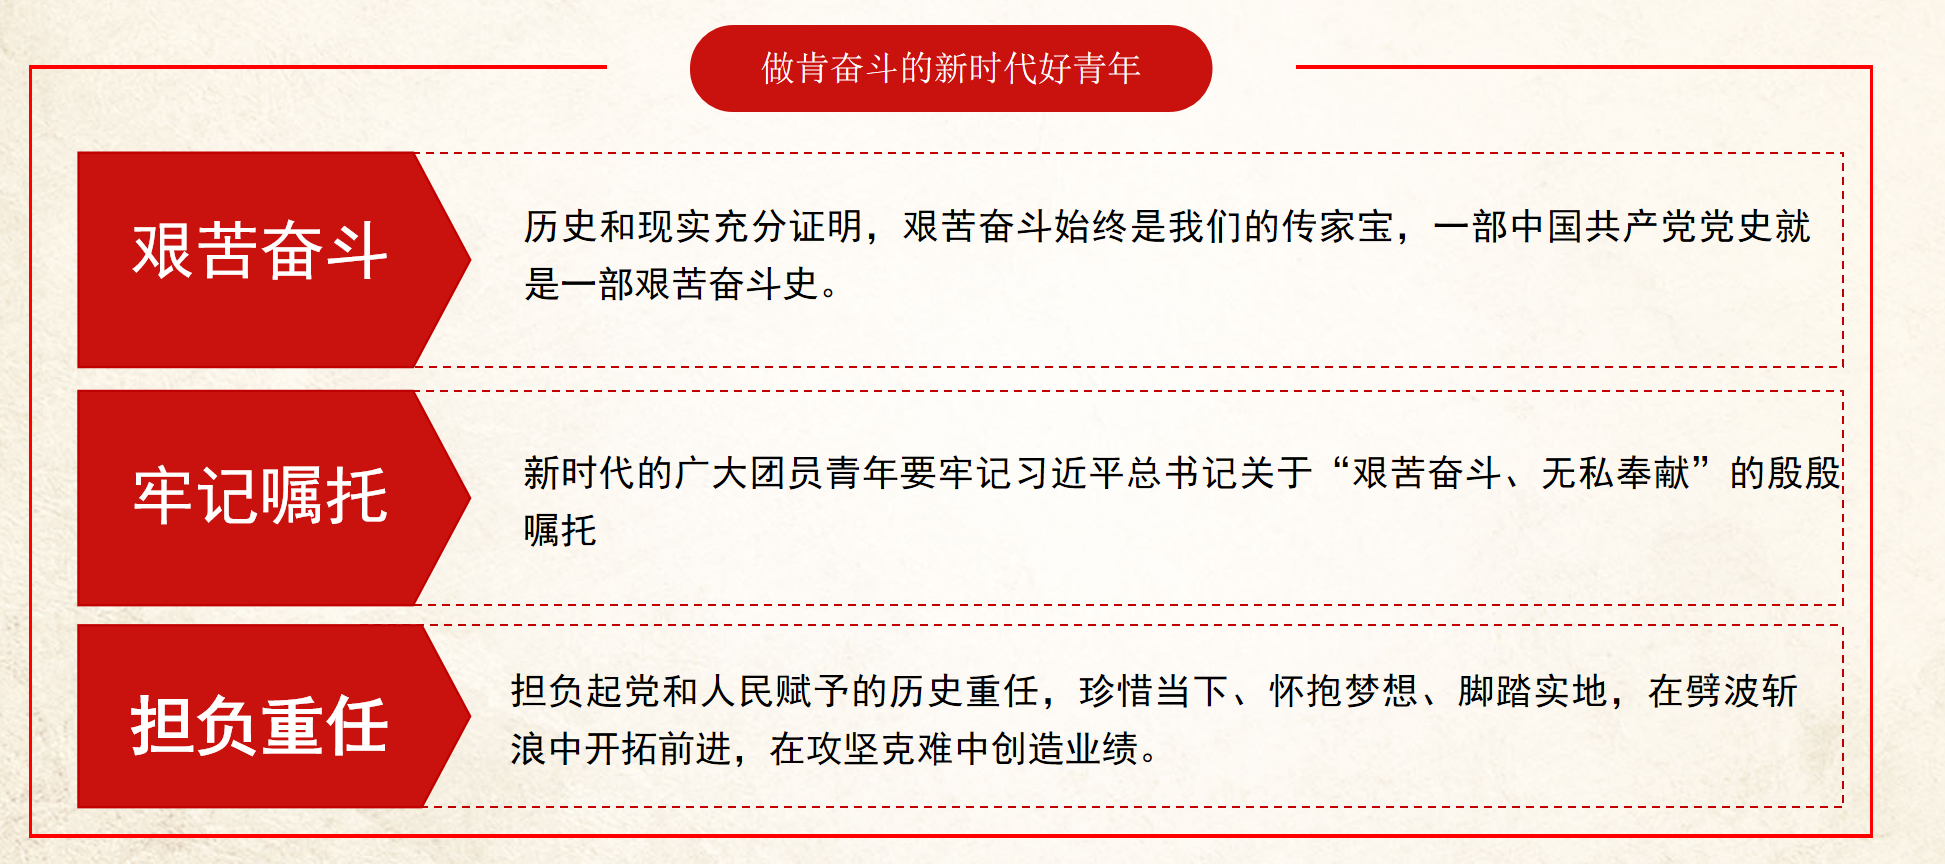 做肯奋斗的新时代好青年
艰苦奋斗
历史和现实充分证明，艰苦奋斗始终是我们的传家宝，一部中国共产党党史就
是一部艰苦奋斗史。
牢记嘱托
新时代的广大团员青年要牢记习近平总书记关于“艰苦奋斗、无私奉献”的殷殷
嘱托
担负重任
担负起党和人民赋予的历史重任，珍惜当下、怀抱梦想、脚踏实地，在劈波斩
浪中开拓前进，在攻坚克难中创造业绩。